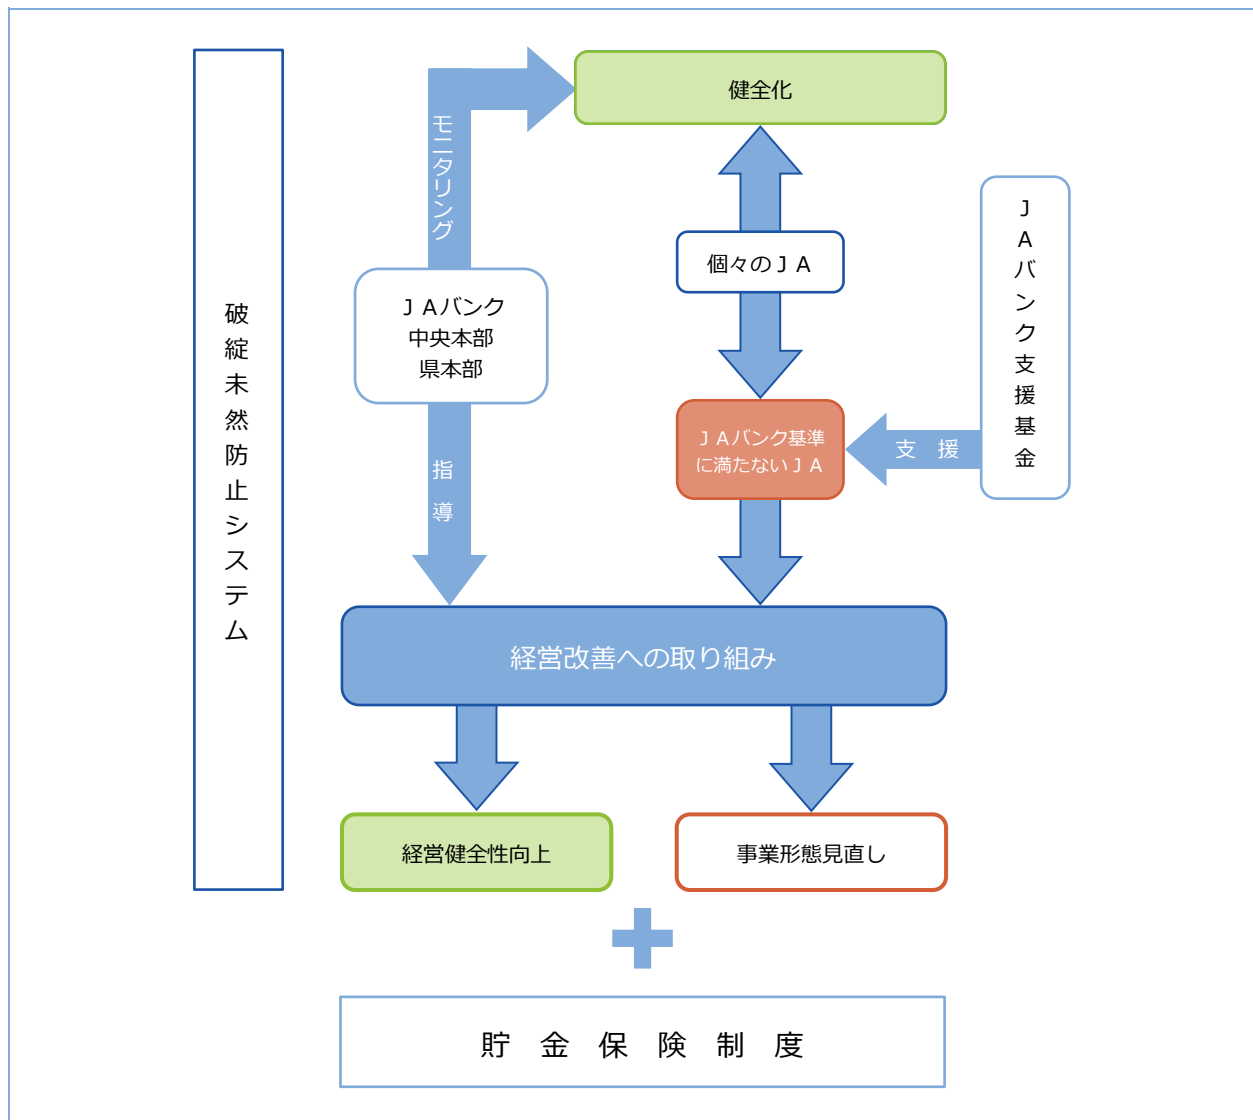 破綻未然防止システム
健全化
モニタリング
ＪＡバンク
中央本部
県本部
個々のＪＡ
ＪＡバンク支援基金
ＪＡバンク基準
に満たないＪＡ
支　援
指　導
経営改善への取り組み
経営健全性向上
事業形態見直し
貯　金　保　険　制　度